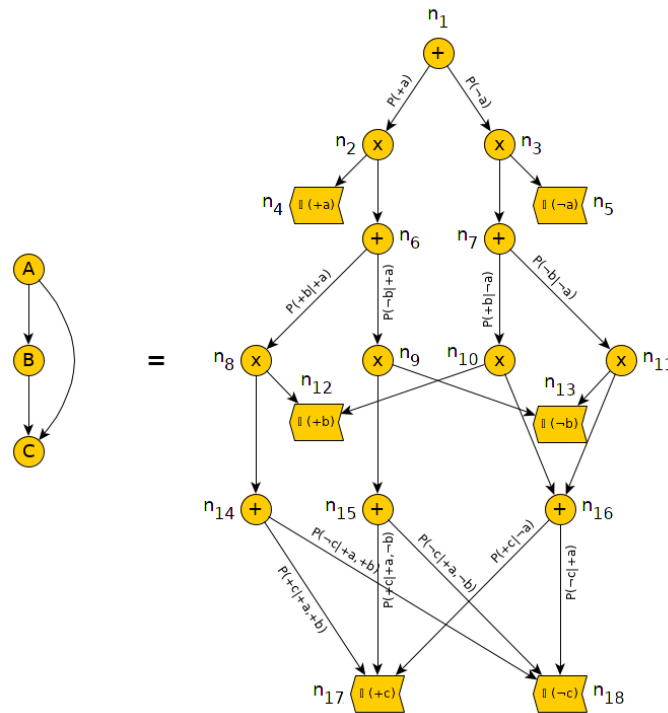 n1
+
P(+a)
P(¬a)
n2
x
x
n3
n4
𝕀 (+a)
𝕀 (¬a)
n5
+
n6
n7
+
A
P(+b|+a)
P(¬b|+a)
P(+b|¬a)
P(¬b|¬a)
B
=
n8
x
x
n9
n10
x
x
n11
n12
n13
𝕀 (+b)
𝕀 (¬b)
C
n14
+
n15
+
+
n16
P(+c|+a,+b)
P(¬c|+a,+b)
P(+c|+a,¬b)
P(¬c|+a,¬b)
P(+c|¬a)
P(¬c|+a)
n17
𝕀 (+c)
𝕀 (¬c)
n18